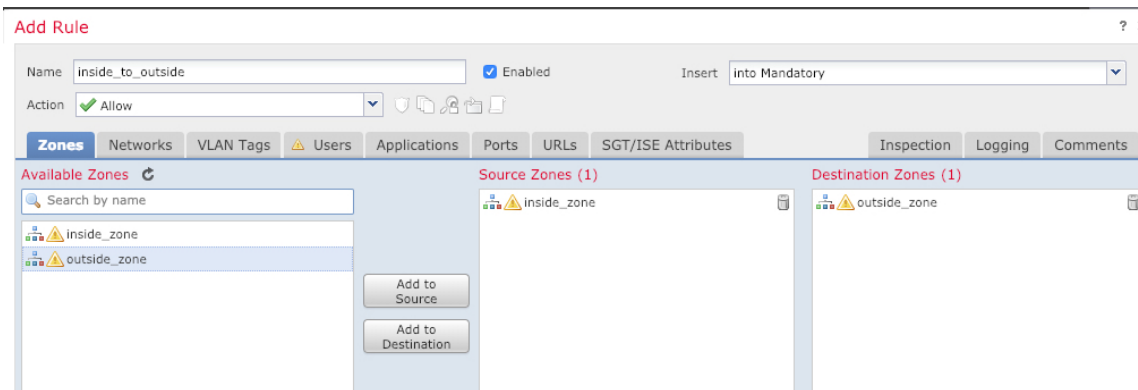 Add Rule
?
Name inside_to_outside Enabled Insert into Mandatory
Action Allow
Zones Networks VLAN Tags Users Applications Ports URLs SGT/ISE Attributes Inspection Logging Comments
Available Zones Source Zones (1) Destination Zones (1)
Search by name inside_zone outside_zone
inside_zone
outside_zone
Add to
Source
Add to
Destination